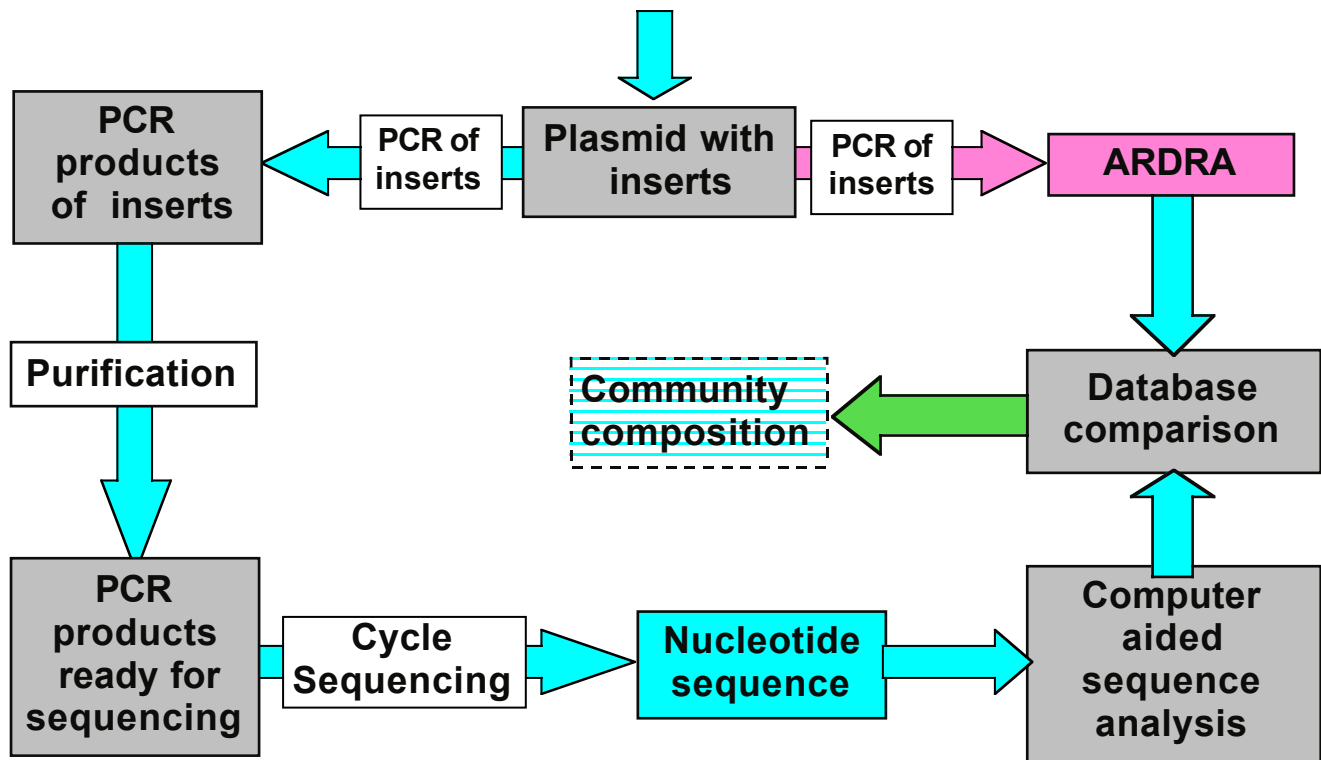 PCR
products
of inserts
PCR of
inserts
Plasmid with
inserts
PCR of
inserts
ARDRA
Purification
Community
composition
Database
comparison
PCR
products
ready for
sequencing
Cycle
Sequencing
Nucleotide
sequence
Computer
aided
sequence
analysis